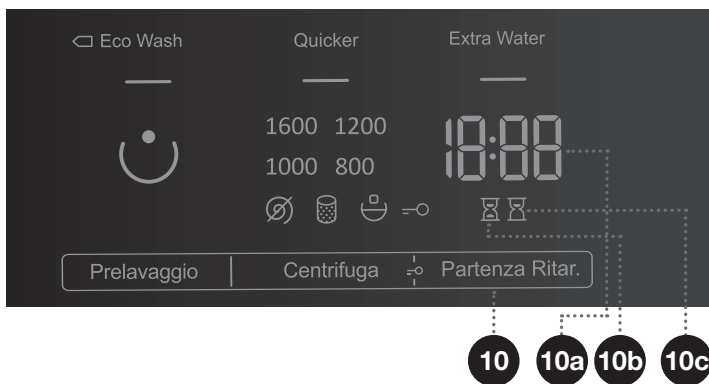 Eco Wash Quicker Extra Water
1600 1200 18:88
1000 800
Prelavaggio Centrifuga Partenza Ritar.
10 10a 10b 10c